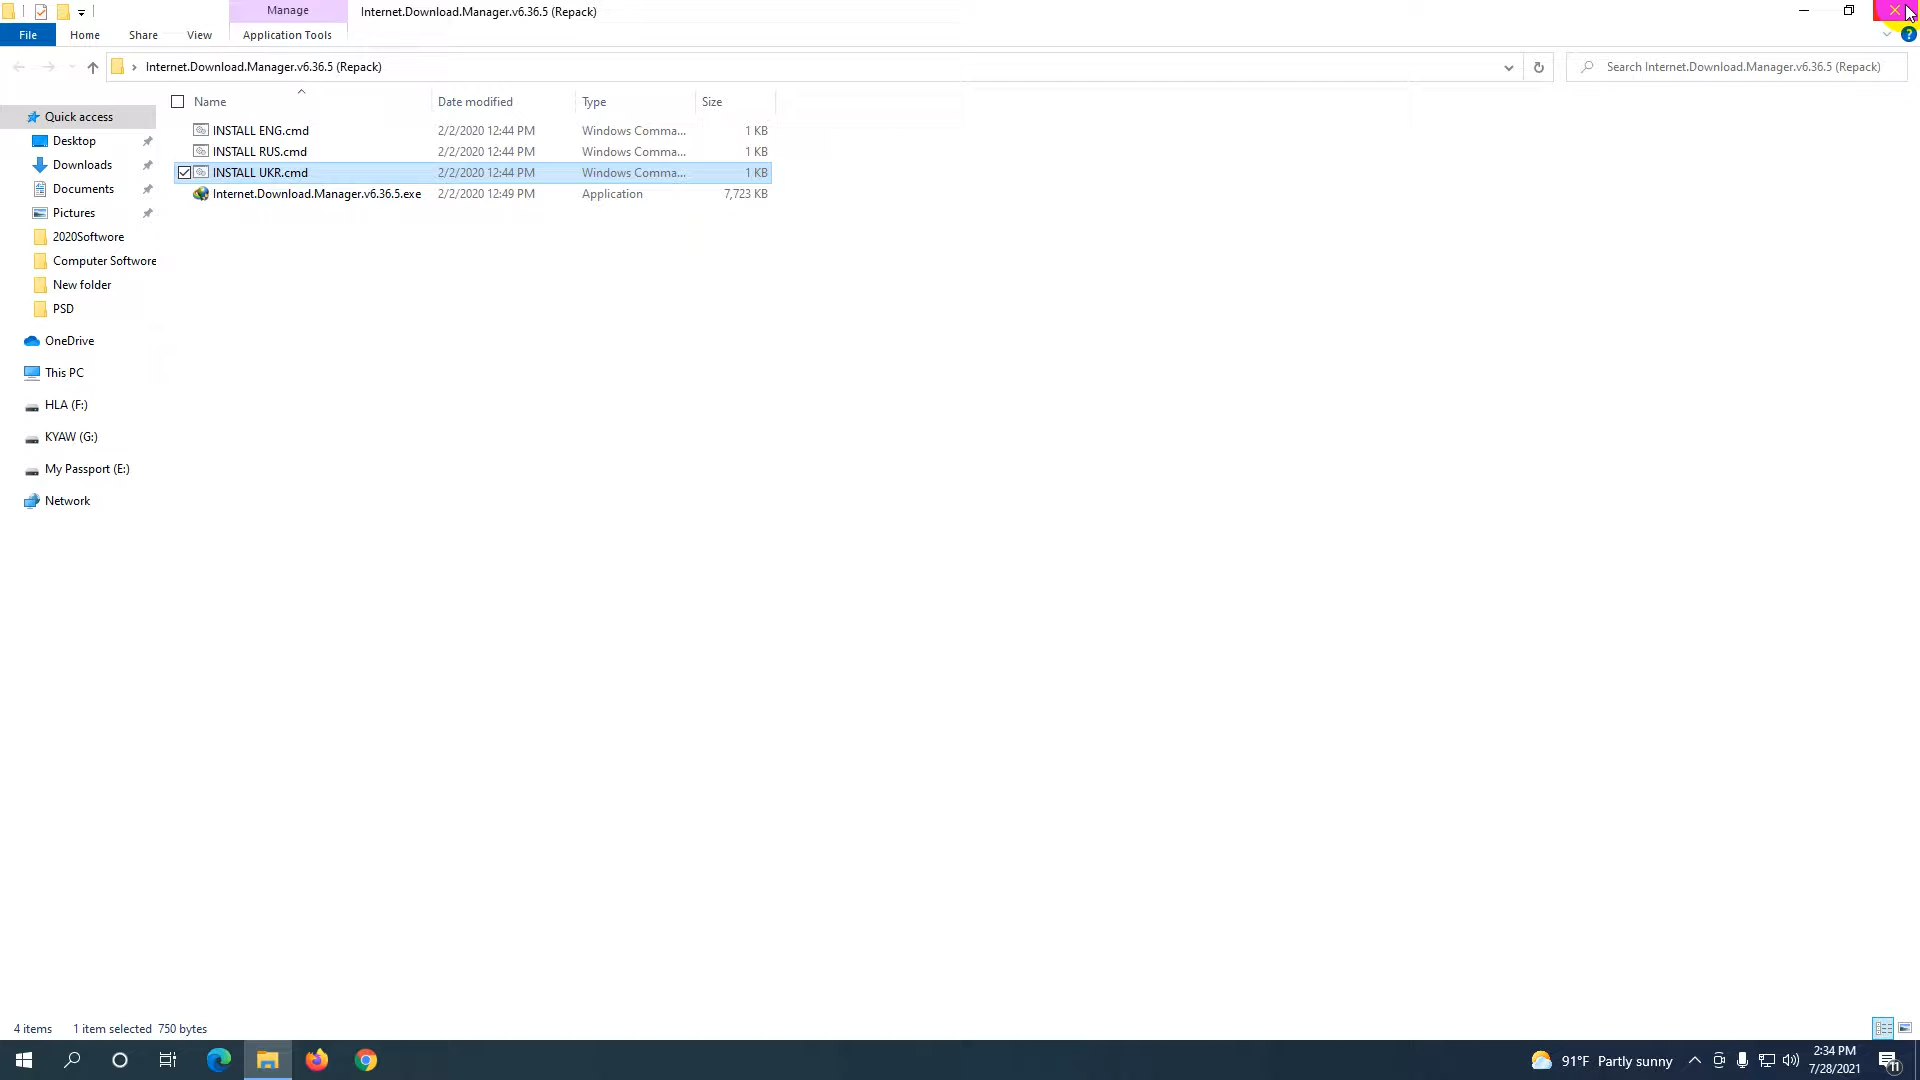 Manage
Internet.Download.Manager.v6.36.5 (Repack)
File
Home
Share
View
Application Tools
?
Internet.Download.Manager.v6.36.5 (Repack)
Search Internet.Download.Manager.v6.36.5 (Repack)
Name
Date modified
Type
Size
INSTALL ENG.cmd 2/2/2020 12:44 PM Windows Comma... 1 KB
INSTALL RUS.cmd 2/2/2020 12:44 PM Windows Comma... 1 KB
INSTALL UKR.cmd 2/2/2020 12:44 PM Windows Comma... 1 KB
Internet.Download.Manager.v6.36.5.exe 2/2/2020 12:49 PM Application 7,723 KB
Quick access
Desktop
Downloads
Documents
Pictures
2020Softwore
Computer Softwore
New folder
PSD
OneDrive
This PC
HLA (F:)
KYAW (G:)
My Passport (E:)
Network
4 items
1 item selected 750 bytes
91°F Partly sunny
2:34 PM
7/28/2021
11